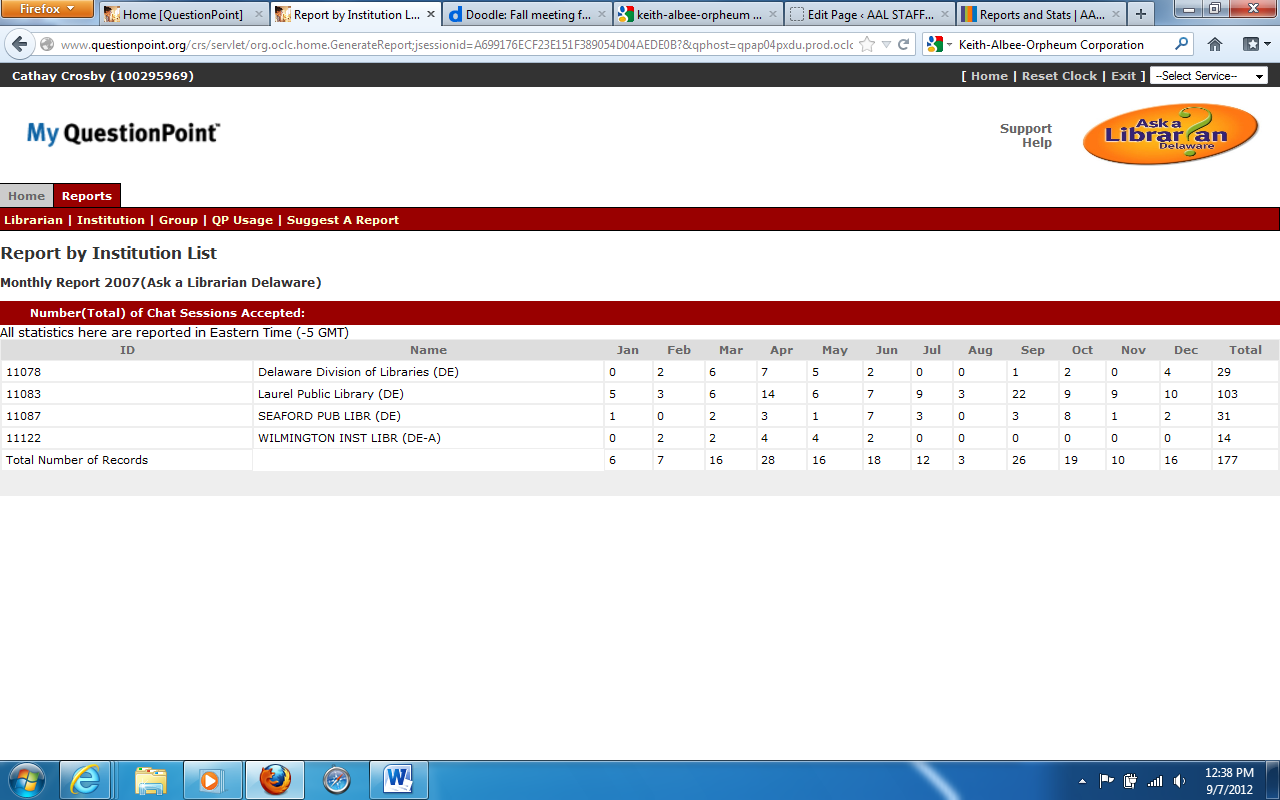 Firefox
Home [QuestionPoint]
Report by Institution L...
Doodle: Fall meeting f...
keith-albee-orpheum ...
Edit Page ‹ AAL STAFF...
Reports and Stats | AA...
www.questionpoint.org/crs/servlet/org.oclc.home.GenerateReport;jsessionid=A699176ECF23E151F389054D04AEDE0B?&qphost=qpap04pxdu.prod.oclc
Keith-Albee-Orpheum Corporation
Cathay Crosby (100295969)
[ Home | Reset Clock | Exit ] --Select Service--
My QuestionPoint™
Support
Help
Ask a
Librarian
Delaware
Home Reports
Librarian | Institution | Group | QP Usage | Suggest A Report
Report by Institution List
Monthly Report 2007(Ask a Librarian Delaware)
Number(Total) of Chat Sessions Accepted:
All statistics here are reported in Eastern Time (-5 GMT)
ID Name Jan Feb Mar Apr May Jun Jul Aug Sep Oct Nov Dec Total
11078 Delaware Division of Libraries (DE) 0 2 6 7 5 2 0 0 1 2 0 4 29
11083 Laurel Public Library (DE) 5 3 6 14 6 7 9 3 22 9 9 10 103
11087 SEAFORD PUB LIBR (DE) 1 0 2 3 1 7 3 0 3 8 1 2 31
11122 WILMINGTON INST LIBR (DE-A) 0 2 2 4 4 2 0 0 0 0 0 0 14
Total Number of Records 6 7 16 28 16 18 12 3 26 19 10 16 177
12:38 PM
9/7/2012